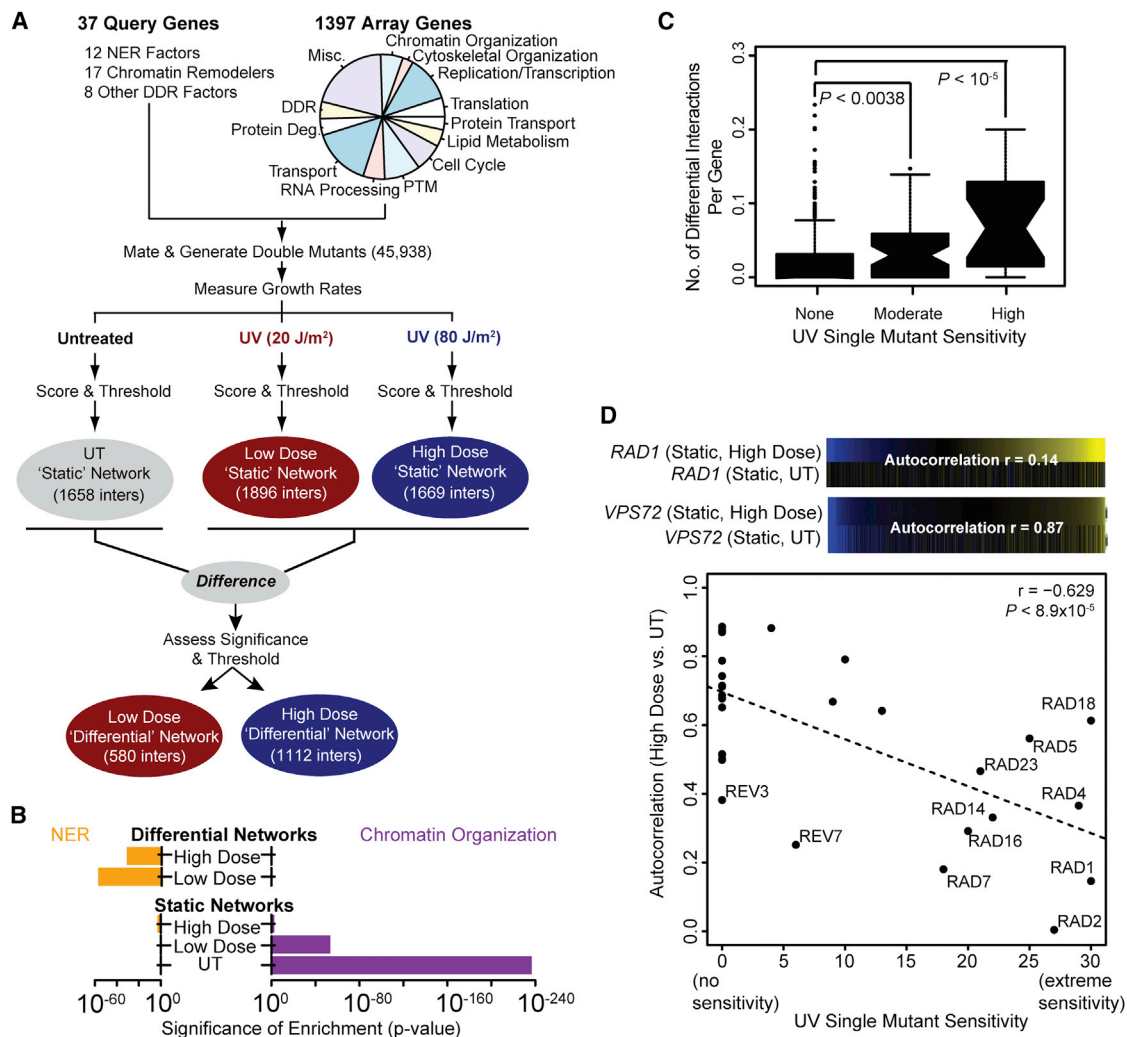 A
37 Query Genes
12 NER Factors
17 Chromatin Remodelers
8 Other DDR Factors
1397 Array Genes
Chromatin Organization
Cytoskeletal Organization
Replication/Transcription
Translation
Protein Transport
Lipid Metabolism
Cell Cycle
PTM
RNA Processing
Transport
Protein Deg.
DDR
Misc.
Mate & Generate Double Mutants (45,938)
Measure Growth Rates
Untreated
UV (20 J/m²)
UV (80 J/m²)
Score & Threshold
Score & Threshold
Score & Threshold
UT
'Static' Network
(1658 inters)
Low Dose
'Static' Network
(1896 inters)
High Dose
'Static' Network
(1669 inters)
Difference
Assess Significance
& Threshold
Low Dose
'Differential' Network
(580 inters)
High Dose
'Differential' Network
(1112 inters)
B
NER
Differential Networks
Chromatin Organization
High Dose
Low Dose
Static Networks
High Dose
Low Dose
UT
10⁻⁶⁰ 10⁰ 10⁰ 10⁻⁸⁰ 10⁻¹⁶⁰ 10⁻²⁴⁰
Significance of Enrichment (p-value)
C
No. of Differential Interactions
Per Gene
0.3
0.2
0.1
0.0
P < 0.0038
P < 10⁻⁵
None Moderate High
UV Single Mutant Sensitivity
D
RAD1 (Static, High Dose)
RAD1 (Static, UT)
Autocorrelation r = 0.14
VPS72 (Static, High Dose)
VPS72 (Static, UT)
Autocorrelation r = 0.87
Autocorrelation (High Dose vs. UT)
1.0
0.8
0.6
0.4
0.2
0.0
r = −0.629
P < 8.9x10⁻⁵
RAD18
RAD5
RAD23
RAD4
REV3
RAD14
RAD16
REV7
RAD7
RAD1
RAD2
0 5 10 15 20 25 30
(no
sensitivity)
(extreme
sensitivity)
UV Single Mutant Sensitivity